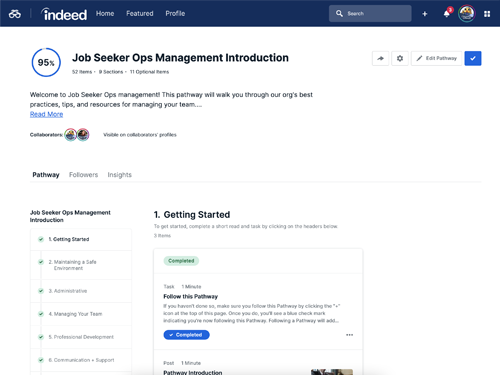 indeed
Home
Featured
Profile
Search
3
95%
Job Seeker Ops Management Introduction
52 Items · 9 Sections · 11 Optional Items
Edit Pathway
Welcome to Job Seeker Ops management! This pathway will walk you through our org's best
practices, tips, and resources for managing your team....
Read More
Collaborators:
Visible on collaborators' profiles
Pathway
Followers
Insights
Job Seeker Ops Management
Introduction
1. Getting Started
2. Maintaining a Safe
Environment
3. Administrative
4. Managing Your Team
5. Professional Development
6. Communication + Support
1. Getting Started
To get started, complete a short read and task by clicking on the headers below.
3 Items
Completed
Task 1 Minute
Follow this Pathway
If you haven't done so, make sure you follow this Pathway by clicking the "+"
icon at the top of this page. Once you do, you'll see a blue check mark
indicating you're now following this Pathway. Following a Pathway will add...
Completed
Post 1 Minute
Pathway Introduction